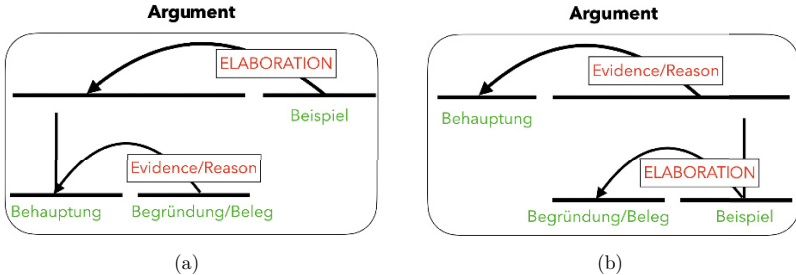 Argument
ELABORATION
Beispiel
Evidence/Reason
Behauptung
Begründung/Beleg
(a)
Argument
Evidence/Reason
Behauptung
ELABORATION
Begründung/Beleg
Beispiel
(b)